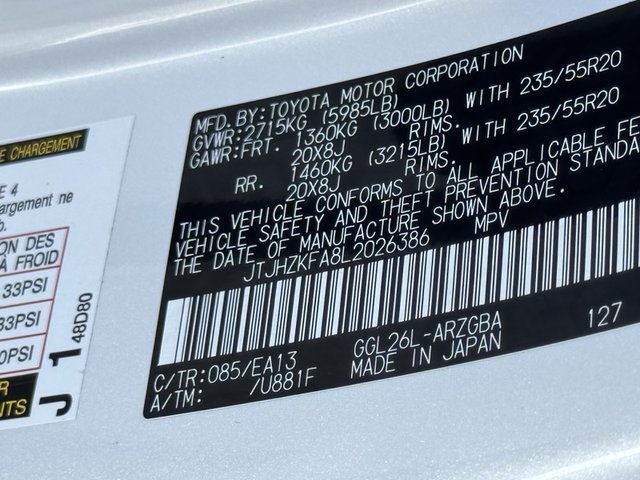 MFD.BY:TOYOTA MOTOR CORPORATION
GVWR:2715KG (5985LB)
GAWR:FRT. 1360KG (3000LB) WITH 235/55R20
20X8J RIMS.
RR. 1460KG (3215LB) WITH 235/55R20
20X8J RIMS.
THIS VEHICLE CONFORMS TO ALL APPLICABLE FE
VEHICLE SAFETY AND THEFT PREVENTION STANDA
THE DATE OF MANUFACTURE SHOWN ABOVE.
JTJHZKFA8L2026386 MPV
C/TR:085/EA13 GGL26L-ARZGBA 127
A/TM: /U881F MADE IN JAPAN
E CHARGEMENT
E 4
argement ne
b.
ON DES
À FROID
33PSI
33PSI
0PSI
R
NTS
J 1
48D80